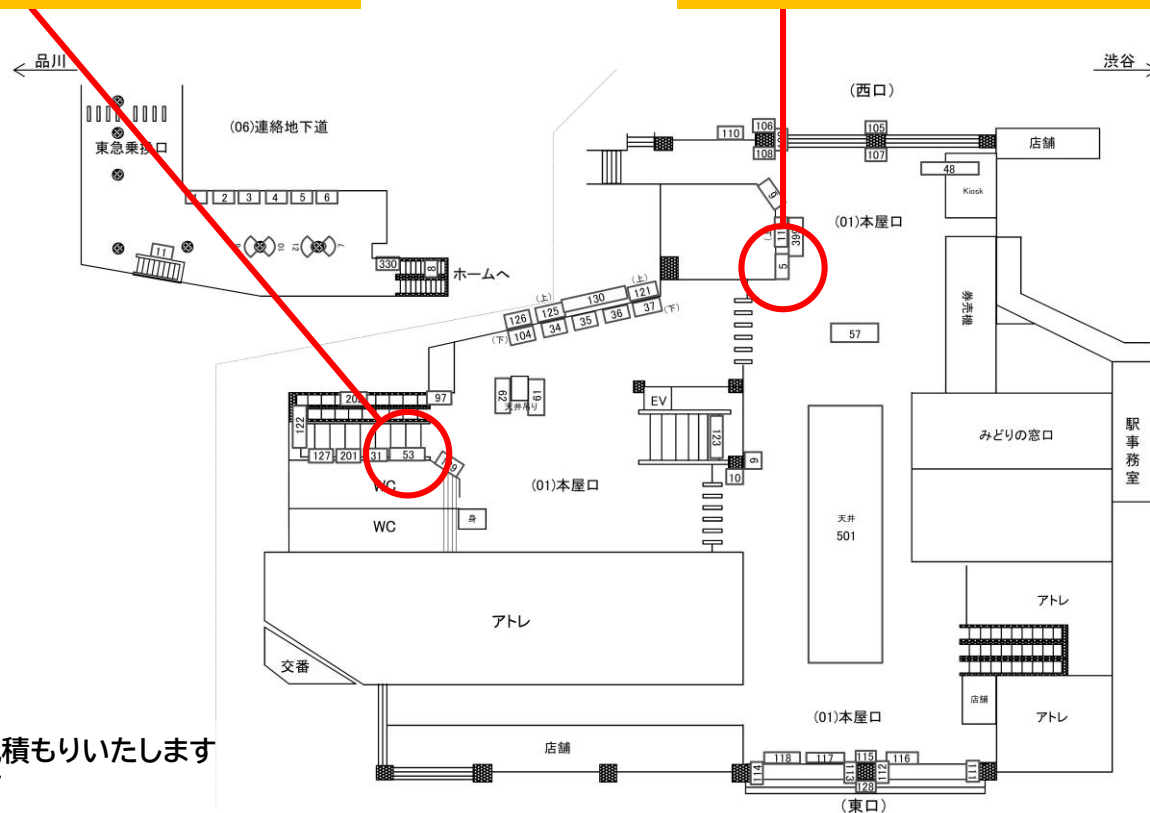 品川
渋谷
(西口)
(06)連絡地下道
東急乗換口
110
106
108
105
107
店舗
48
Kiosk
1
2
3
4
5
6
9
(01)本屋口
11
399
5
11
10
12
7
330
8
ホームへ
(上)
121
130
(上)
125
126
37
(下)
36
35
34
104
(下)
券売機
57
62
19
天井吊り
202
97
122
EV
123
127
201
31
53
WC
WC
身
(01)本屋口
9
10
みどりの窓口
駅事務室
天井
501
アトレ
アトレ
交番
店舗
アトレ
(01)本屋口
積もりいたします
店舗
118
117
115
116
114
113
112
111
128
(東口)